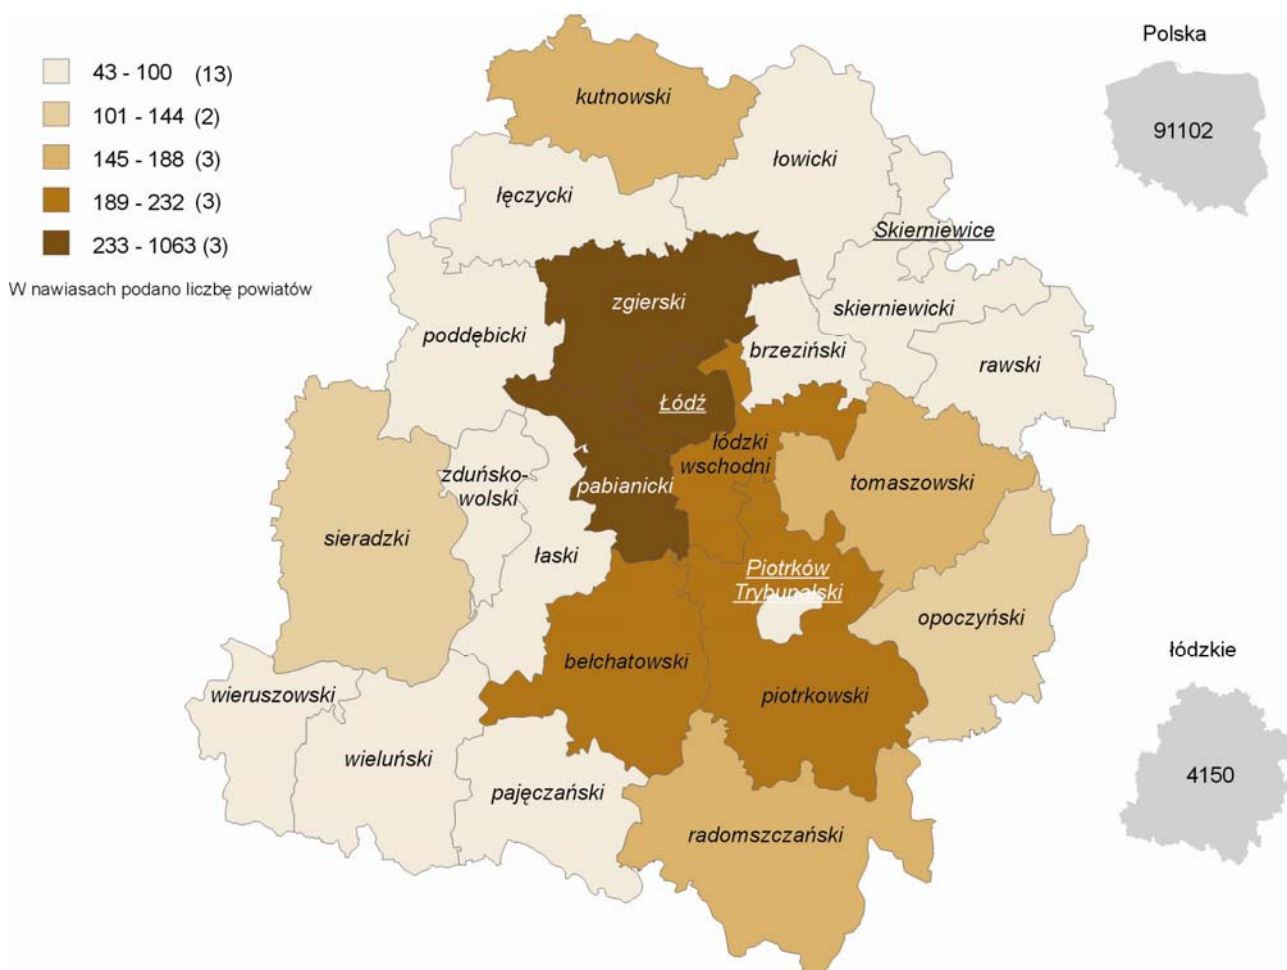 43 - 100 (13)
101 - 144 (2)
145 - 188 (3)
189 - 232 (3)
233 - 1063 (3)
W nawiasach podano liczbę powiatów
Polska
91102
kutnowski
łowicki
łęczycki
Skierniewice
zgierski
skierniewicki
poddębicki
brzeziński
rawski
Łódź
łódzki
wschodni
zduńsko-
wolski
pabianicki
tomaszowski
sieradzki
łaski
Piotrków
Trybunalski
opoczyński
bełchatowski
piotrkowski
wieruszowski
wieluński
pajęczański
radomszczański
łódzkie
4150